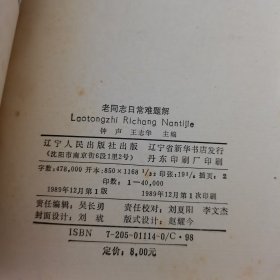 老同志日常难题解
Laotongzhi Richang Nantijie
钟声 王志华 主编
辽宁人民出版社出版 辽宁省新华书店发行
(沈阳市南京街6段1里2号) 丹东印刷厂印刷
字数:478,000 开本:850×1168 1/32 印张:19 插页:2
印数:1—40,000
1989年12月第1版 1989年12月第1次印刷
责任编辑:吴长勇 责任校对:刘夏阳 李文杰
封面设计:刘 版式设计:赵耀今
ISBN 7-205-01114-0/C·98
定价:8.00元